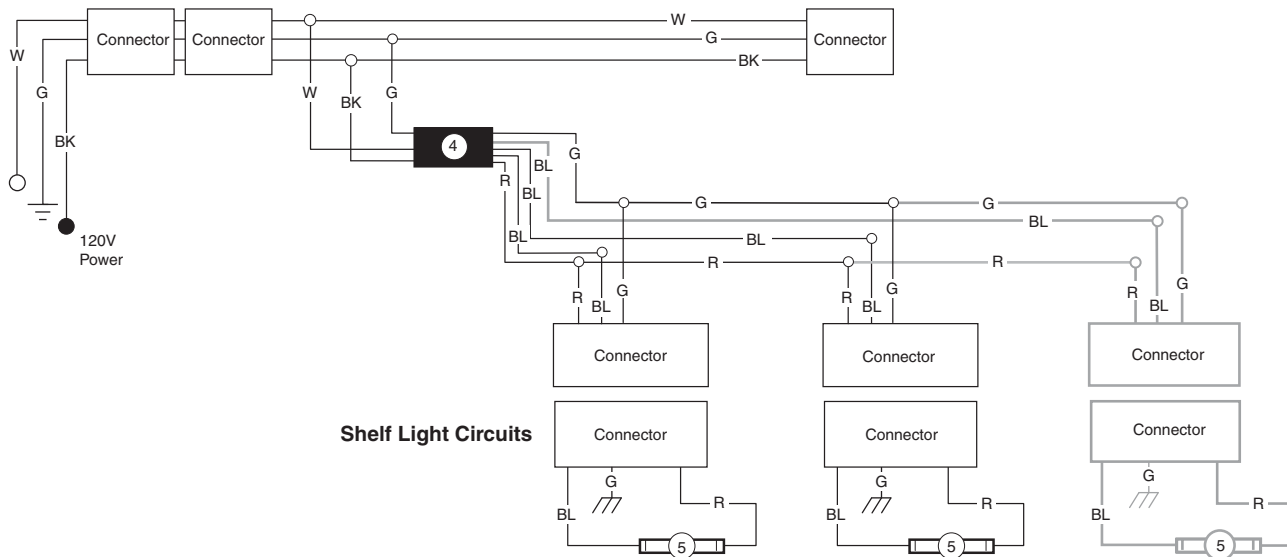 W
G
BK
Connector
Connector
W
G
BK
Connector
W
BK
G
4
120V
Power
G
BL
BL
BL
R
G
G
BL
BL
R
R
R
BL
G
R
BL
G
R
BL
G
Connector
Connector
Connector
Shelf Light Circuits
Connector
Connector
Connector
BL
G
R
BL
G
R
BL
G
R
5
5
5